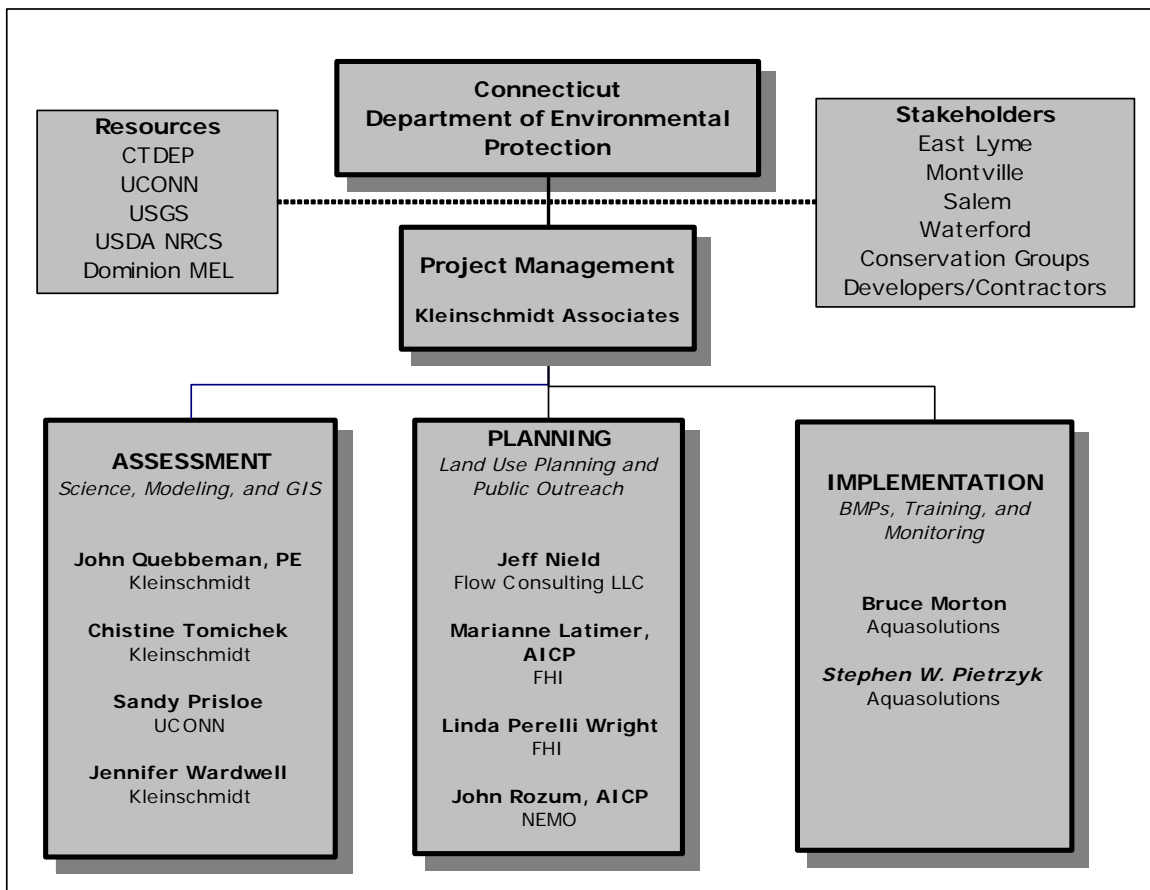 Connecticut
Department of Environmental
Protection
Resources
CTDEP
UCONN
USGS
USDA NRCS
Dominion MEL
Stakeholders
East Lyme
Montville
Salem
Waterford
Conservation Groups
Developers/Contractors
Project Management
Kleinschmidt Associates
ASSESSMENT
Science, Modeling, and GIS
John Quebbeman, PE
Kleinschmidt
Chistine Tomichek
Kleinschmidt
Sandy Prisloe
UCONN
Jennifer Wardwell
Kleinschmidt
PLANNING
Land Use Planning and
Public Outreach
Jeff Nield
Flow Consulting LLC
Marianne Latimer,
AICP
FHI
Linda Perelli Wright
FHI
John Rozum, AICP
NEMO
IMPLEMENTATION
BMPs, Training, and
Monitoring
Bruce Morton
Aquasolutions
Stephen W. Pietrzyk
Aquasolutions